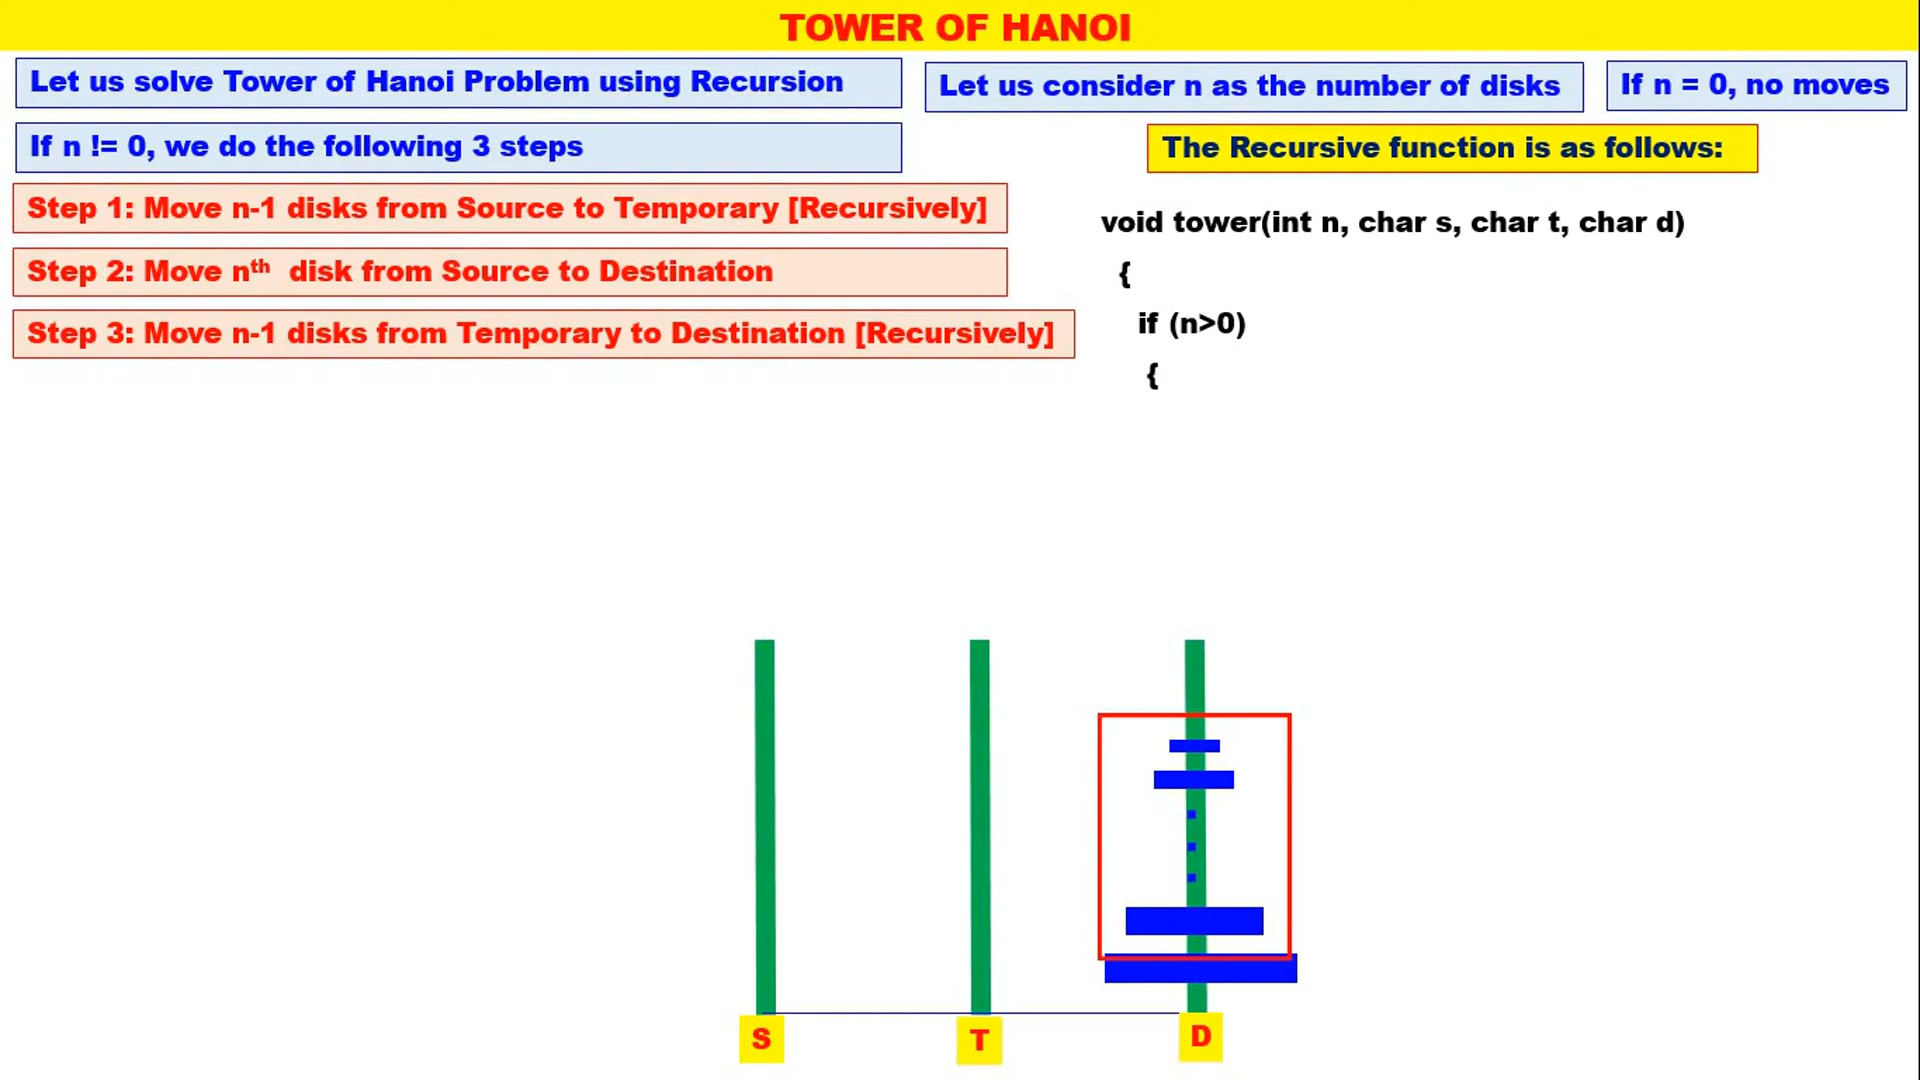 TOWER OF HANOI
Let us solve Tower of Hanoi Problem using Recursion
Let us consider n as the number of disks
If n = 0, no moves
If n != 0, we do the following 3 steps
The Recursive function is as follows:
Step 1: Move n-1 disks from Source to Temporary [Recursively]
Step 2: Move nth disk from Source to Destination
Step 3: Move n-1 disks from Temporary to Destination [Recursively]
void tower(int n, char s, char t, char d)
{
if (n>0)
{
S
T
D